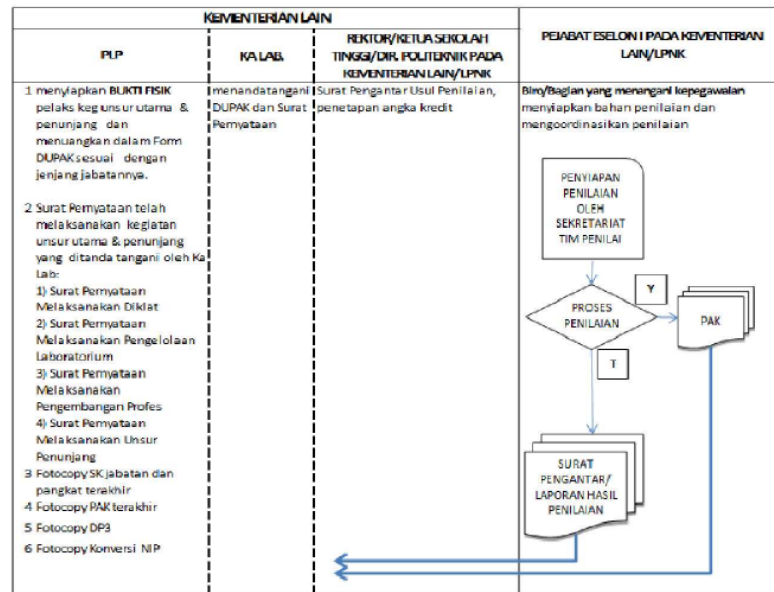 KEMENTERIAN LAIN
PLP
KA LAB.
REKTOR/KETUA SEKOLAH
TINGGI/DIR. POLITEKNIK PADA
KEMENTERIAN LAIN/LPNK
PEJABAT ESELON I PADA KEMENTERIAN
LAIN/LPNK
1 menyiapkan BUKTI FISIK
pelaks keg unsur utama &
penunjang dan
menuangkan dalam Form
DUPAK sesuai dengan
jenjang jabatannya.
2 Surat Pernyataan telah
melaksanakan kegiatan
unsur utama & penunjang
yang ditanda tangani oleh Ka
Lab:
1) Surat Pernyataan
Melaksanakan Diklat
2) Surat Pernyataan
Melaksanakan Pengelolaan
Laboratorium
3) Surat Pernyataan
Melaksanakan
Pengembangan Profes
4) Surat Pernyataan
Melaksanakan Unsur
Penunjang
3 Fotocopy SK jabatan dan
pangkat terakhir
4 Fotocopy PAK terakhir
5 Fotocopy DP3
6 Fotocopy Konversi NIP
menandatangani
DUPAK dan Surat
Pernyataan
Surat Pengantar Usul Penilaian,
penetapan angka kredit
Biro/Bagian yang menangani kepegawaian
menyiapkan bahan penilaian dan
mengoordinasikan penilaian
PENYIAPAN
PENILAIAN
OLEH
SEKRETARIAT
TIM PENILAI
PROSES
PENILAIAN
Y
PAK
T
SURAT
PENGANTAR/
LAPORAN HASIL
PENILAIAN